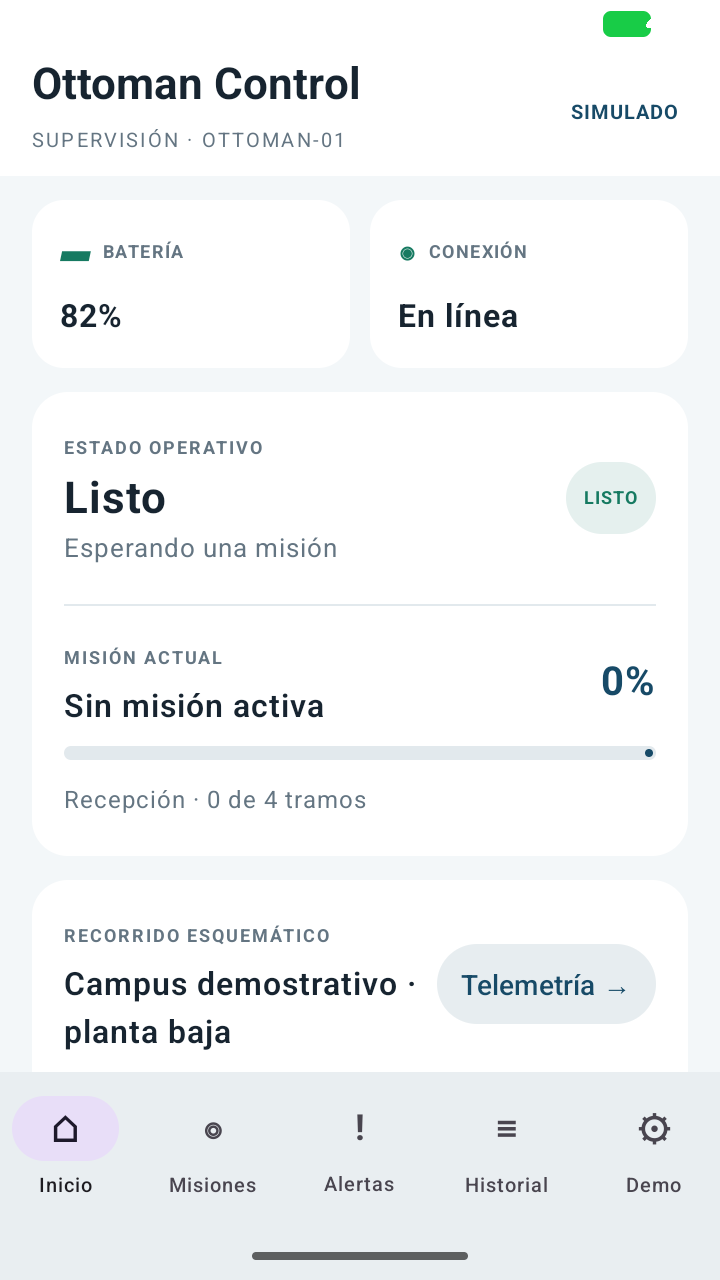 Ottoman Control
SUPERVISIÓN · OTTOMAN-01
SIMULADO
BATERÍA
82%
CONEXIÓN
En línea
ESTADO OPERATIVO
Listo
Esperando una misión
LISTO
MISIÓN ACTUAL
Sin misión activa
0%
Recepción · 0 de 4 tramos
RECORRIDO ESQUEMÁTICO
Campus demostrativo ·
planta baja
Telemetría →
Inicio
Misiones
Alertas
Historial
Demo